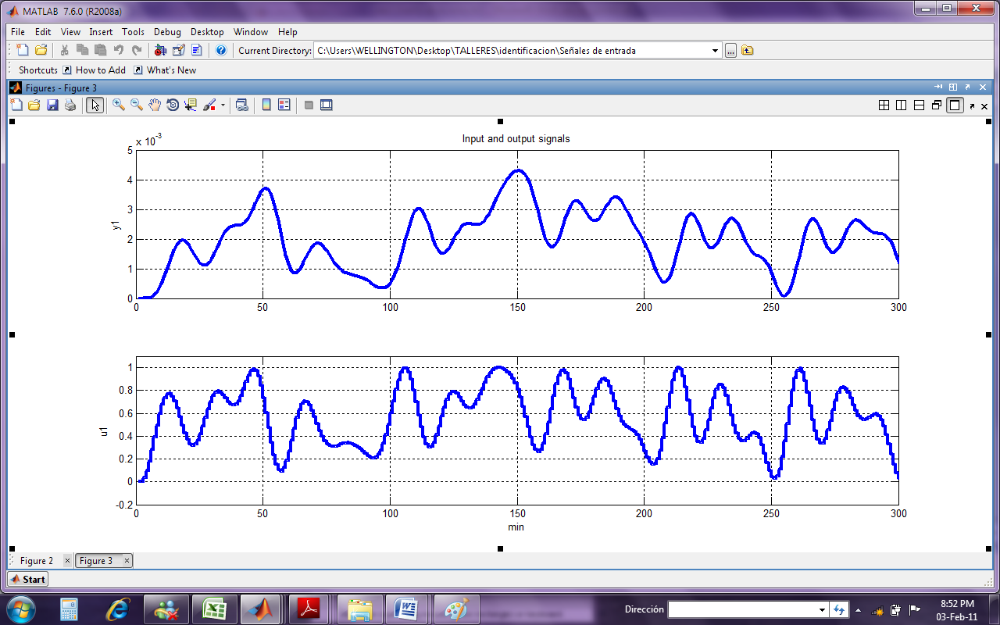 MATLAB 7.6.0 (R2008a)
File Edit View Insert Tools Debug Desktop Window Help
Current Directory: C:\Users\WELLINGTON\Desktop\TALLERES\identificacion\Señales de entrada ...
Shortcuts How to Add What's New
Figures - Figure 3
Input and output signals
x 10^-3
5
4
3
2
1
0
y1
0 50 100 150 200 250 300
1
0.8
0.6
0.4
0.2
0
-0.2
u1
0 50 100 150 200 250 300
min
Figure 2 Figure 3
Start
Dirección
8:52 PM
03-Feb-11